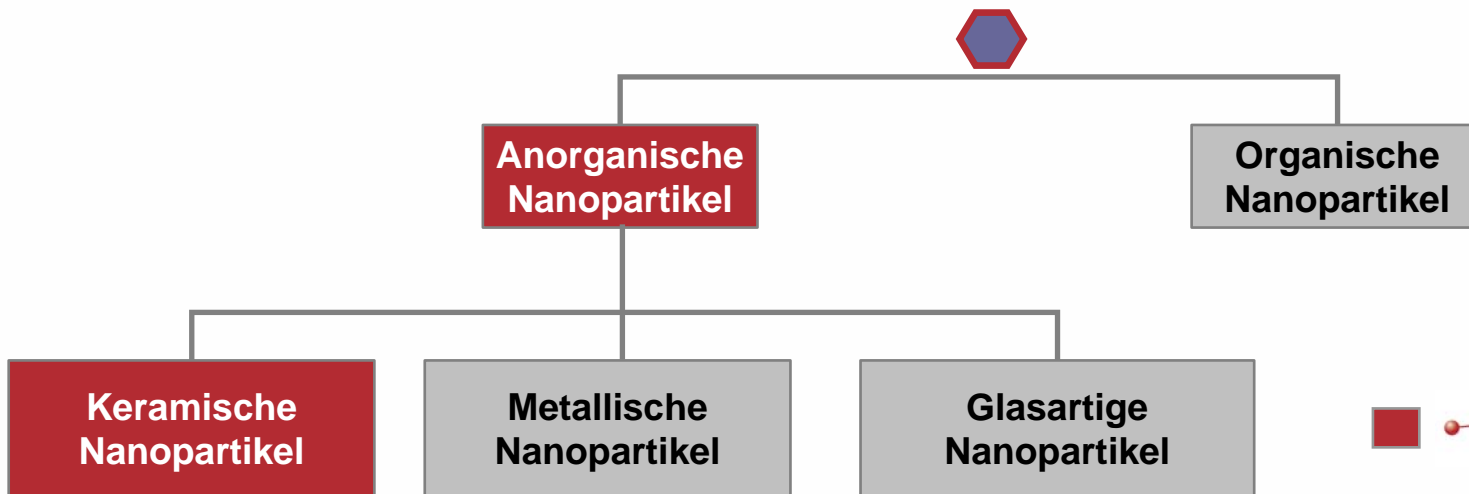 Anorganische
Nanopartikel
Organische
Nanopartikel
Keramische
Nanopartikel
Metallische
Nanopartikel
Glasartige
Nanopartikel